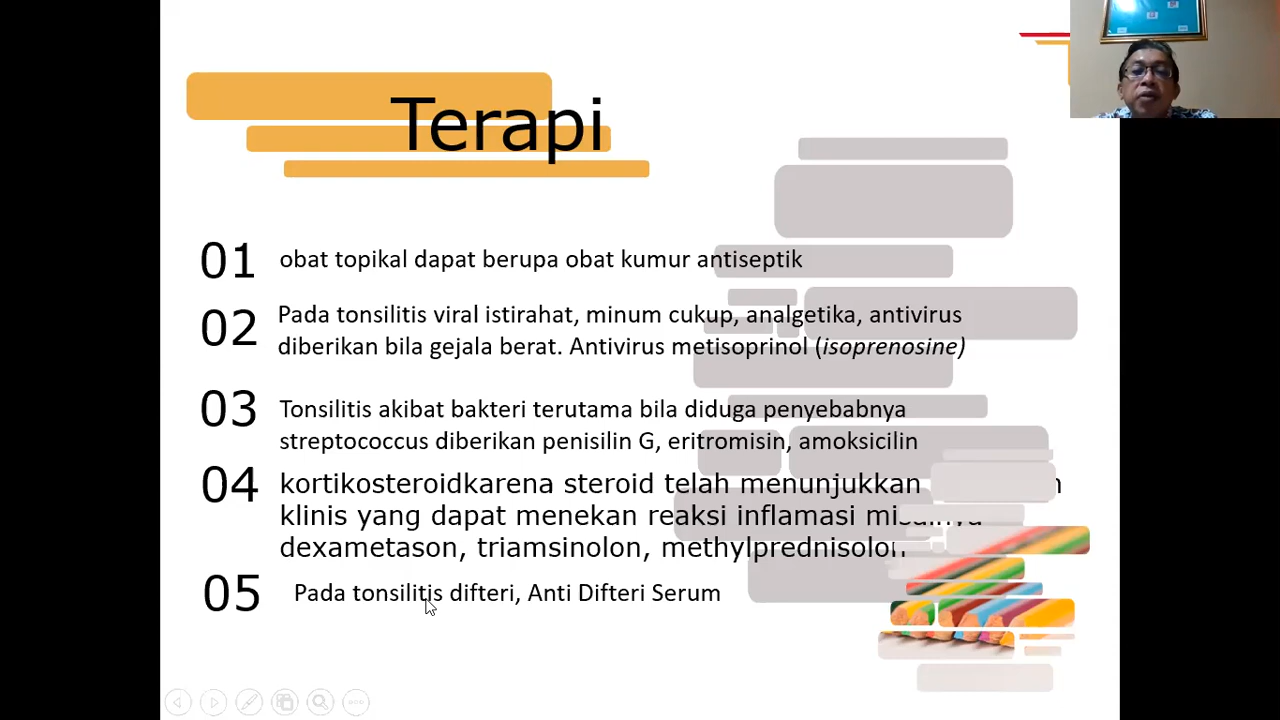 Terapi
01
obat topikal dapat berupa obat kumur antiseptik
02
Pada tonsilitis viral istirahat, minum cukup, analgetika, antivirus
diberikan bila gejala berat. Antivirus metisoprinol (isoprenosine)
03
Tonsilitis akibat bakteri terutama bila diduga penyebabnya
streptococcus diberikan penisilin G, eritromisin, amoksicilin
04
kortikosteroidkarena steroid telah menunjukkan
klinis yang dapat menekan reaksi inflamasi misalnya
dexametason, triamsinolon, methylprednisolon
05
Pada tonsilitis difteri, Anti Difteri Serum